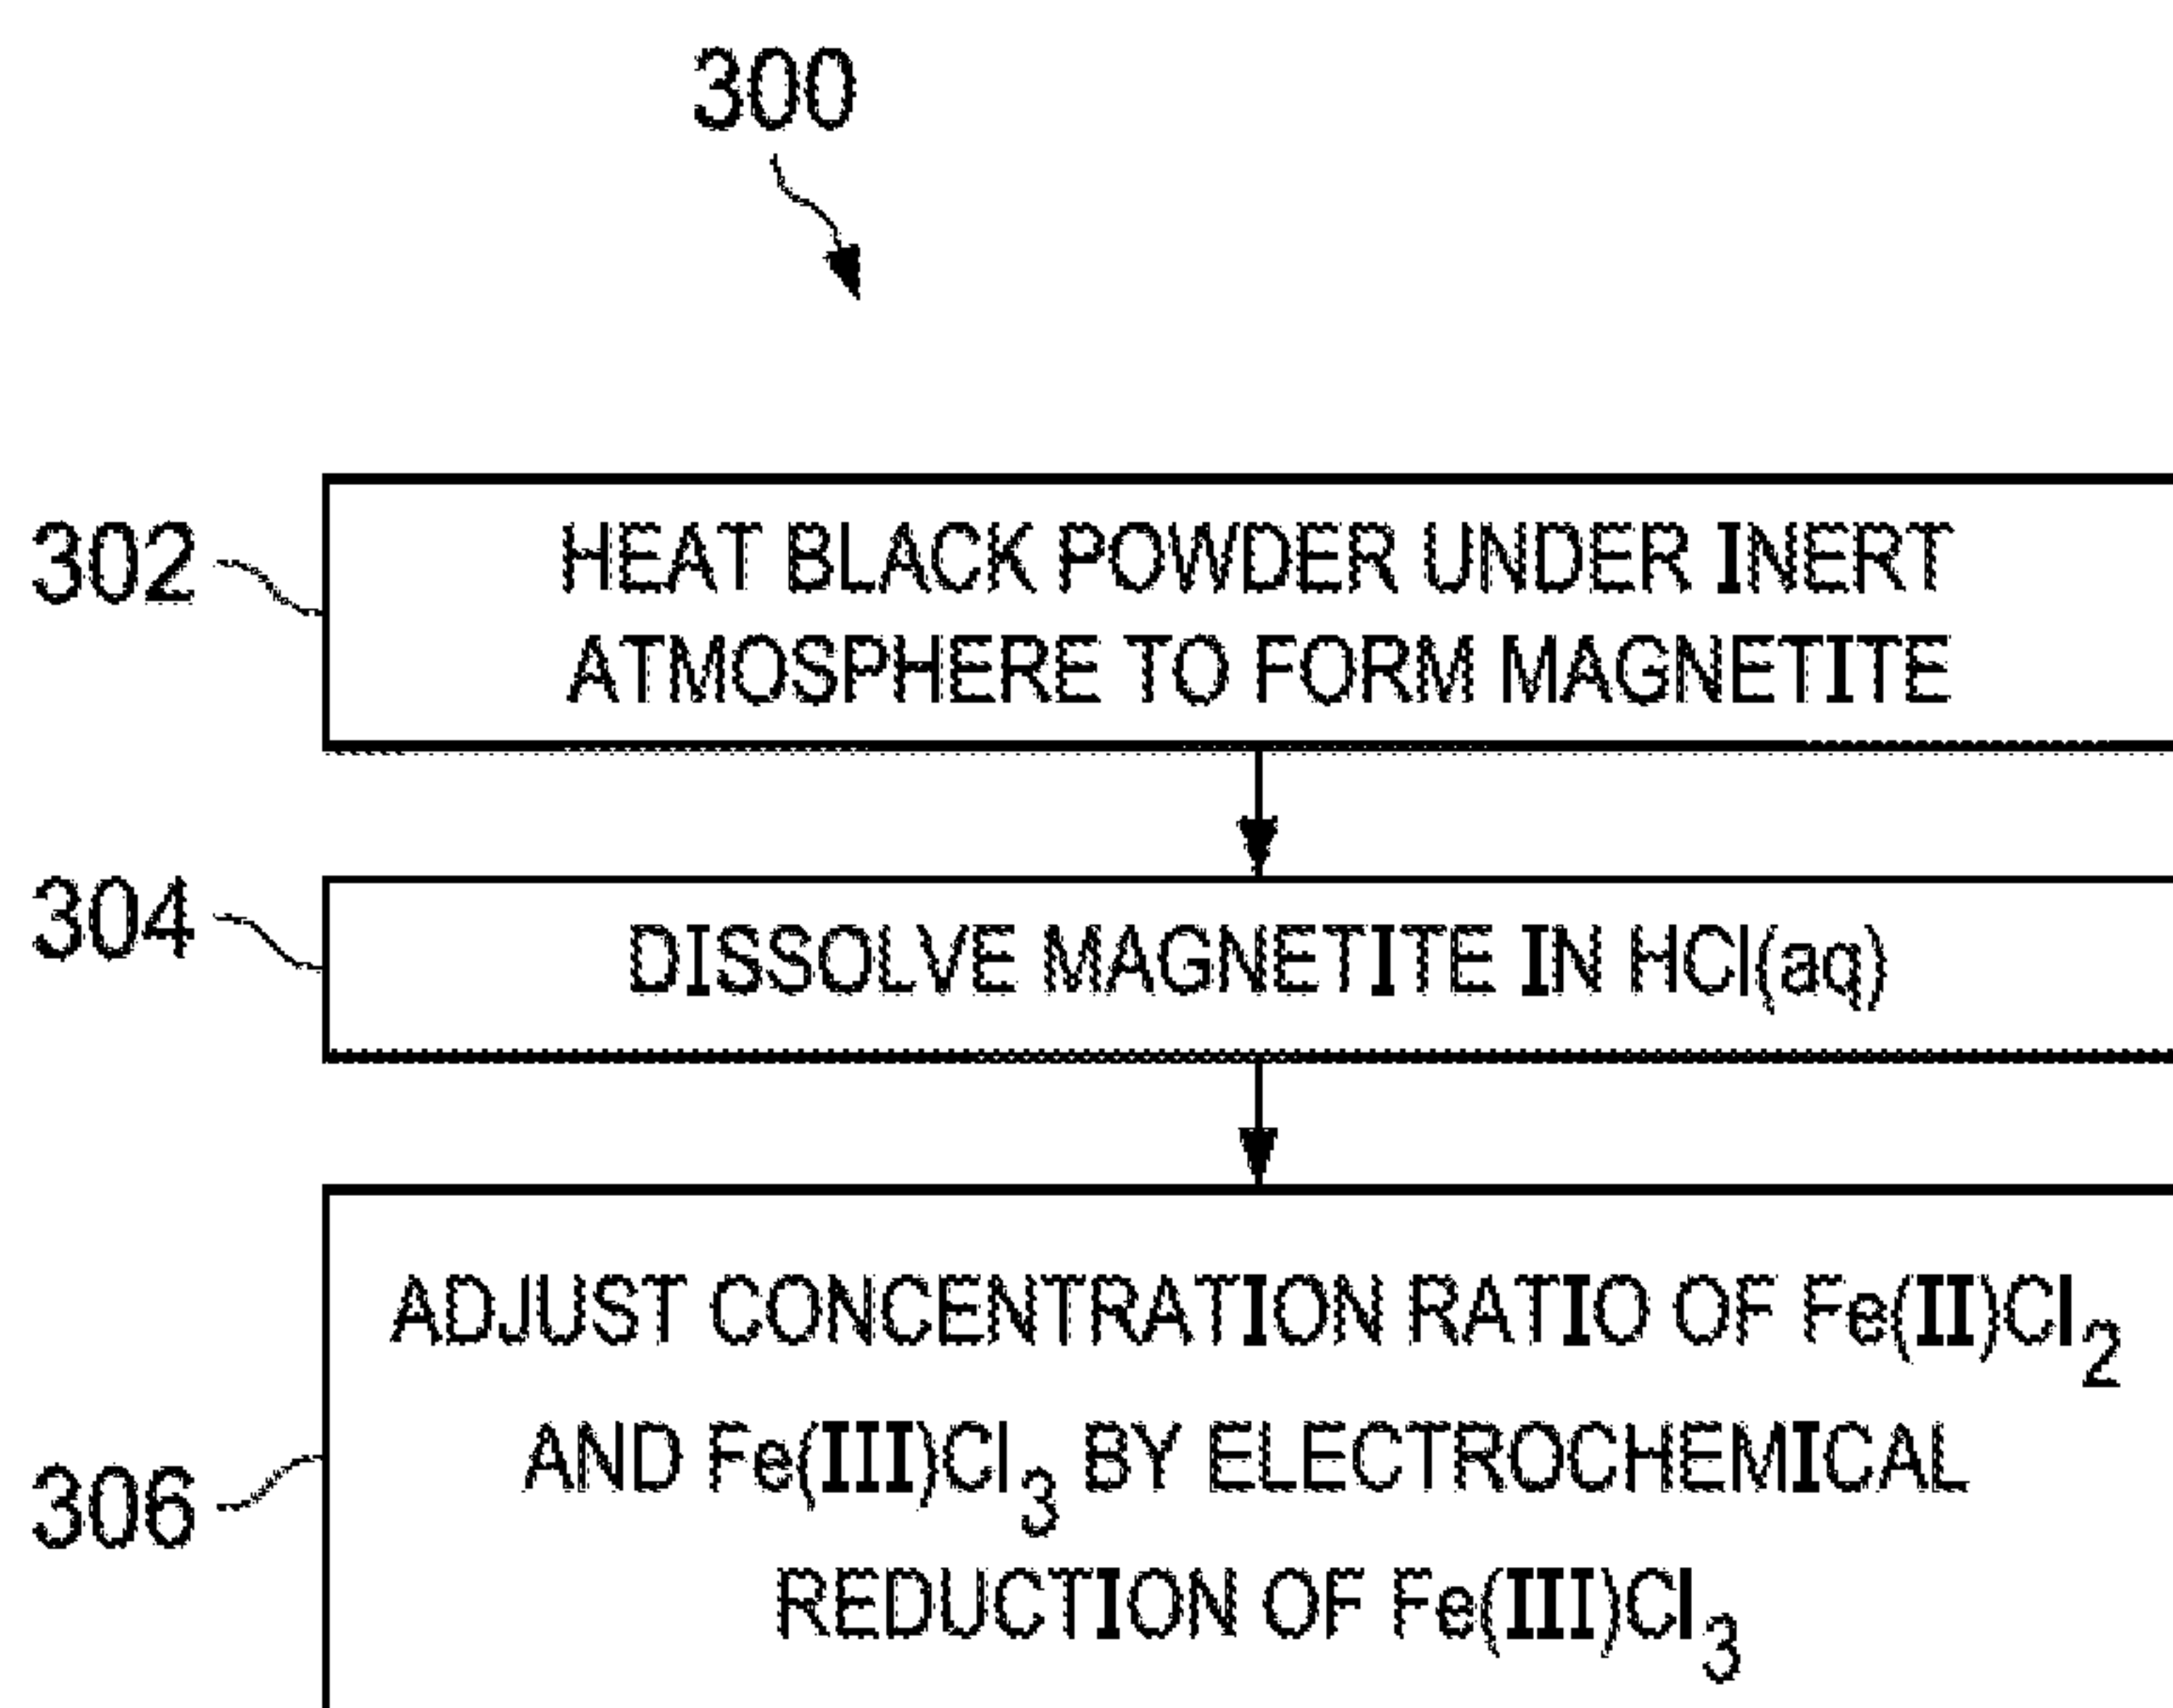 300
302
HEAT BLACK POWDER UNDER INERT
ATMOSPHERE TO FORM MAGNETITE
304
DISSOLVE MAGNETITE IN HCl(aq)
306
ADJUST CONCENTRATION RATIO OF Fe(II)Cl₂
AND Fe(III)Cl₃ BY ELECTROCHEMICAL
REDUCTION OF Fe(III)Cl₃